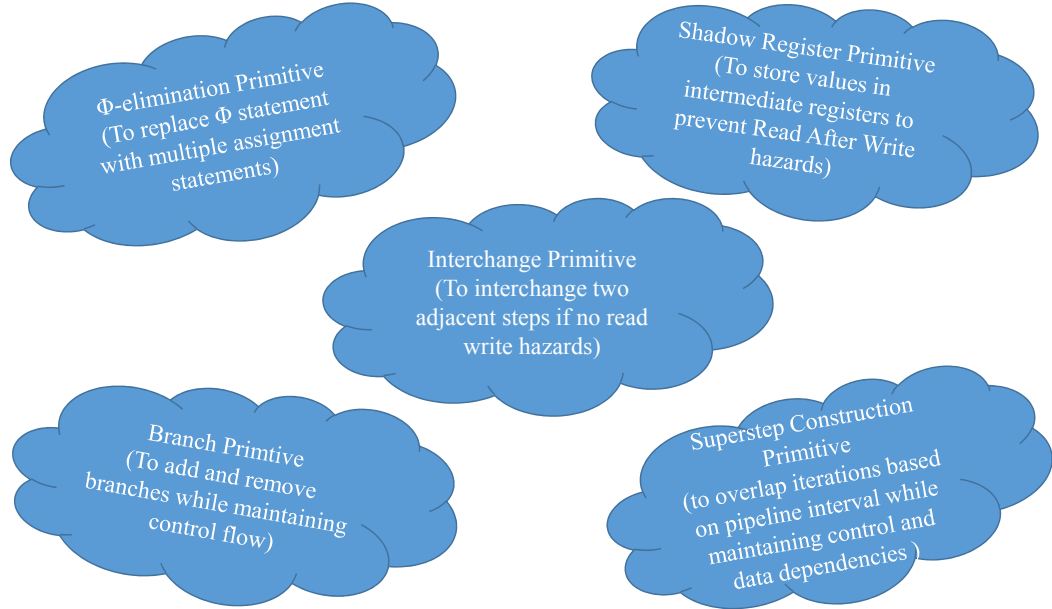 Φ-elimination Primitive
(To replace Φ statement
with multiple assignment
statements)
Shadow Register Primitive
(To store values in
intermediate registers to
prevent Read After Write
hazards)
Interchange Primitive
(To interchange two
adjacent steps if no read
write hazards)
Branch Primtive
(To add and remove
branches while maintaining
control flow)
Superstep Construction
Primitive
(to overlap iterations based
on pipeline interval while
maintaining control and
data dependencies )